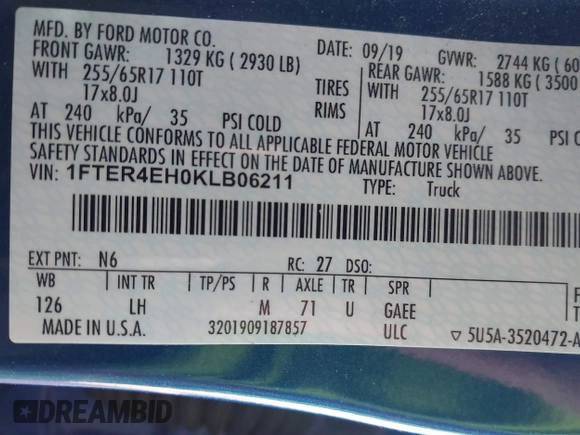 MFD. BY FORD MOTOR CO.
DATE: 09/19 GVWR: 2744 KG ( 60
FRONT GAWR: 1329 KG ( 2930 LB)
REAR GAWR: 1588 KG ( 3500
WITH 255/65R17 110T TIRES WITH 255/65R17 110T
17x8.0J RIMS 17x8.0J
AT 240 kPa/ 35 PSI COLD AT 240 kPa/ 35
THIS VEHICLE CONFORMS TO ALL APPLICABLE FEDERAL MOTOR VEHICLE
SAFETY STANDARDS IN EFFECT ON THE DATE OF MANUFACTURE SHOWN ABOVE.
VIN: 1FTER4EH0KLB06211 TYPE: Truck
EXT PNT: N6 RC: 27 DSO:
WB INT TR TP/PS R AXLE TR SPR
126 LH M 71 U GAEE
MADE IN U.S.A. 3201909187857 ULC ▽ 5U5A-3520472-A
DREAMBID